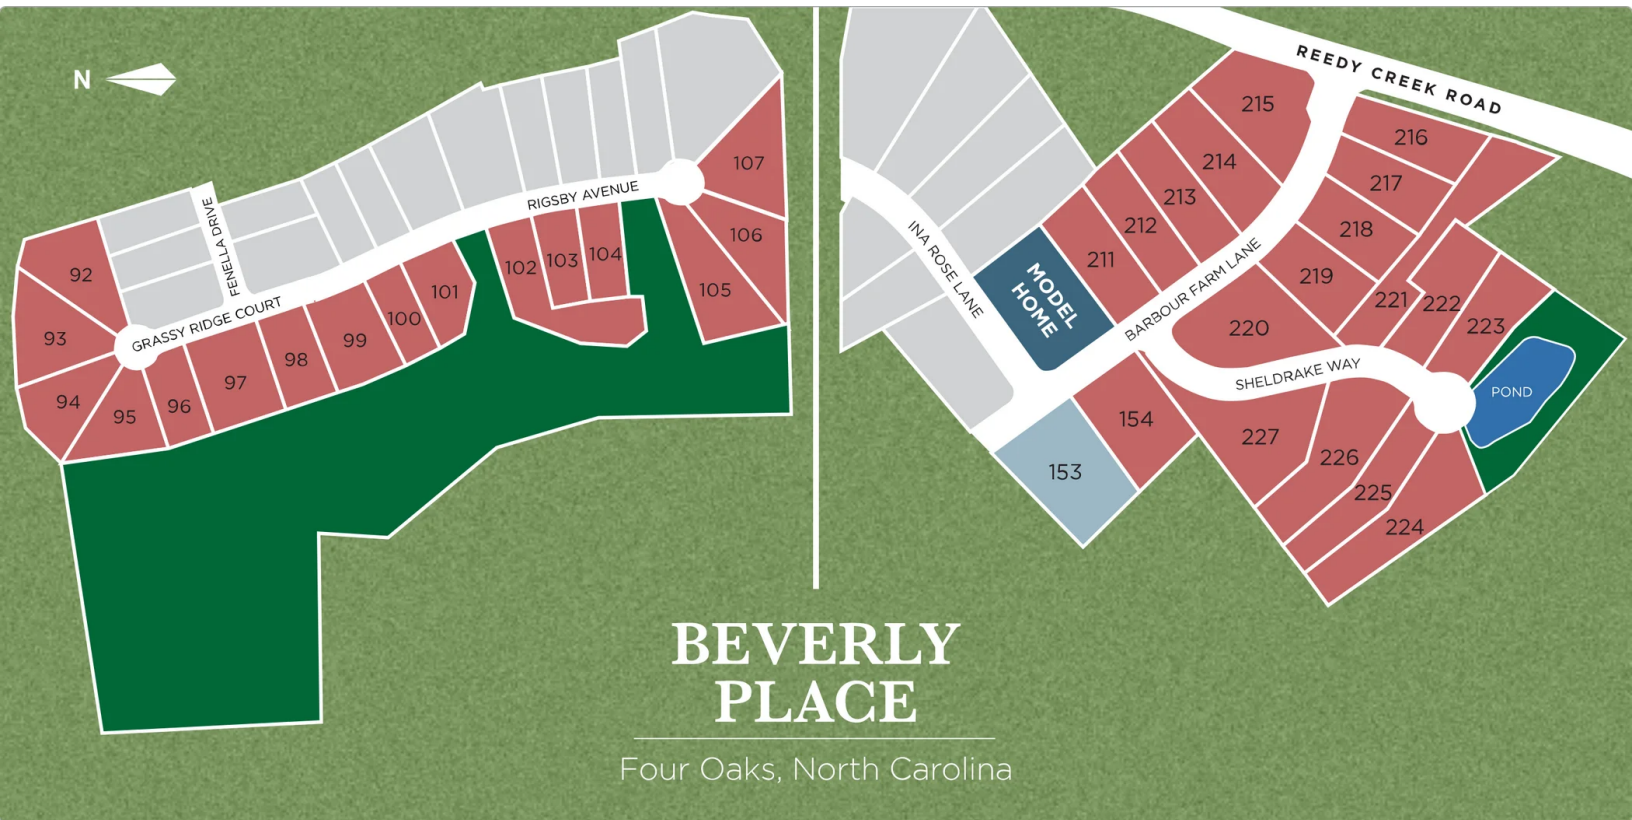 N
FENELLA DRIVE
RIGSBY AVENUE
GRASSY RIDGE COURT
92
93
94
95
96
97
98
99
100
101
102
103
104
105
106
107
REEDY CREEK ROAD
INA ROSE LANE
MODEL
HOME
BARBOUR FARM LANE
SHELDRAKE WAY
POND
211
212
213
214
215
216
217
218
219
220
221
222
223
224
225
226
227
153
154
BEVERLY
PLACE
Four Oaks, North Carolina